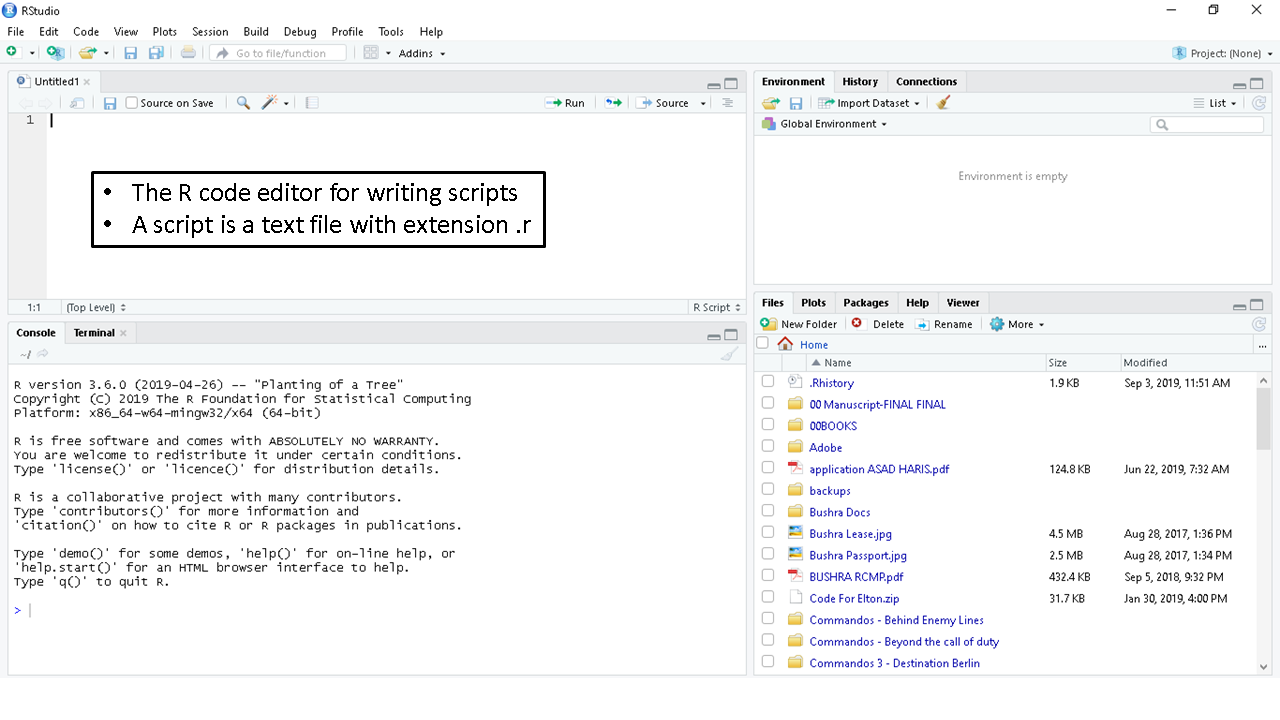 RStudio
File Edit Code View Plots Session Build Debug Profile Tools Help
Go to file/function Addins Project: (None)
Untitled1
Source on Save Run Source
1
• The R code editor for writing scripts
• A script is a text file with extension .r
1:1 (Top Level) R Script
Console Terminal
~/
R version 3.6.0 (2019-04-26) -- "Planting of a Tree"
Copyright (C) 2019 The R Foundation for Statistical Computing
Platform: x86_64-w64-mingw32/x64 (64-bit)
R is free software and comes with ABSOLUTELY NO WARRANTY.
You are welcome to redistribute it under certain conditions.
Type 'license()' or 'licence()' for distribution details.
R is a collaborative project with many contributors.
Type 'contributors()' for more information and
'citation()' on how to cite R or R packages in publications.
Type 'demo()' for some demos, 'help()' for on-line help, or
'help.start()' for an HTML browser interface to help.
Type 'q()' to quit R.
>
Environment History Connections
Import Dataset List
Global Environment
Environment is empty
Files Plots Packages Help Viewer
New Folder Delete Rename More
Home ...
Name Size Modified
.Rhistory 1.9 KB Sep 3, 2019, 11:51 AM
00 Manuscript-FINAL FINAL
00BOOKS
Adobe
application ASAD HARIS.pdf 124.8 KB Jun 22, 2019, 7:32 AM
backups
Bushra Docs
Bushra Lease.jpg 4.5 MB Aug 28, 2017, 1:36 PM
Bushra Passport.jpg 2.5 MB Aug 28, 2017, 1:34 PM
BUSHRA RCMP.pdf 432.4 KB Sep 5, 2018, 9:32 PM
Code For Elton.zip 31.7 KB Jan 30, 2019, 4:00 PM
Commandos - Behind Enemy Lines
Commandos - Beyond the call of duty
Commandos 3 - Destination Berlin